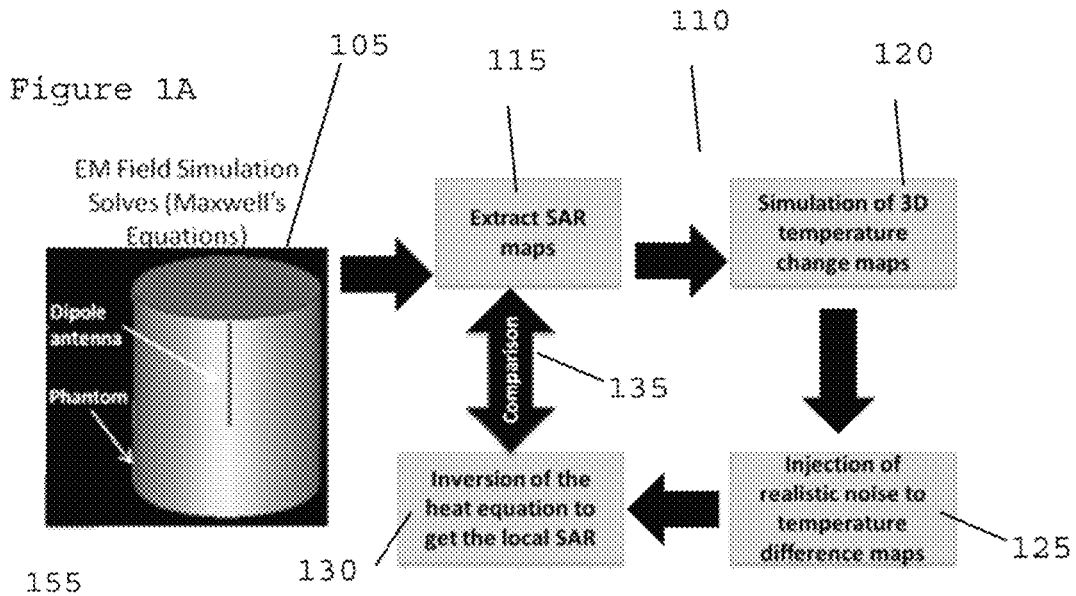 105
115
110
120
Figure 1A
EM Field Simulation
Solves (Maxwell's
Equations)
Extract SAR
maps
Simulation of 3D
temperature
change maps
Dipole
antenna
Phantom
Comparison
135
Inversion of the
heat equation to
get the local SAR
Injection of
realistic noise to
temperature
difference maps
125
130
155